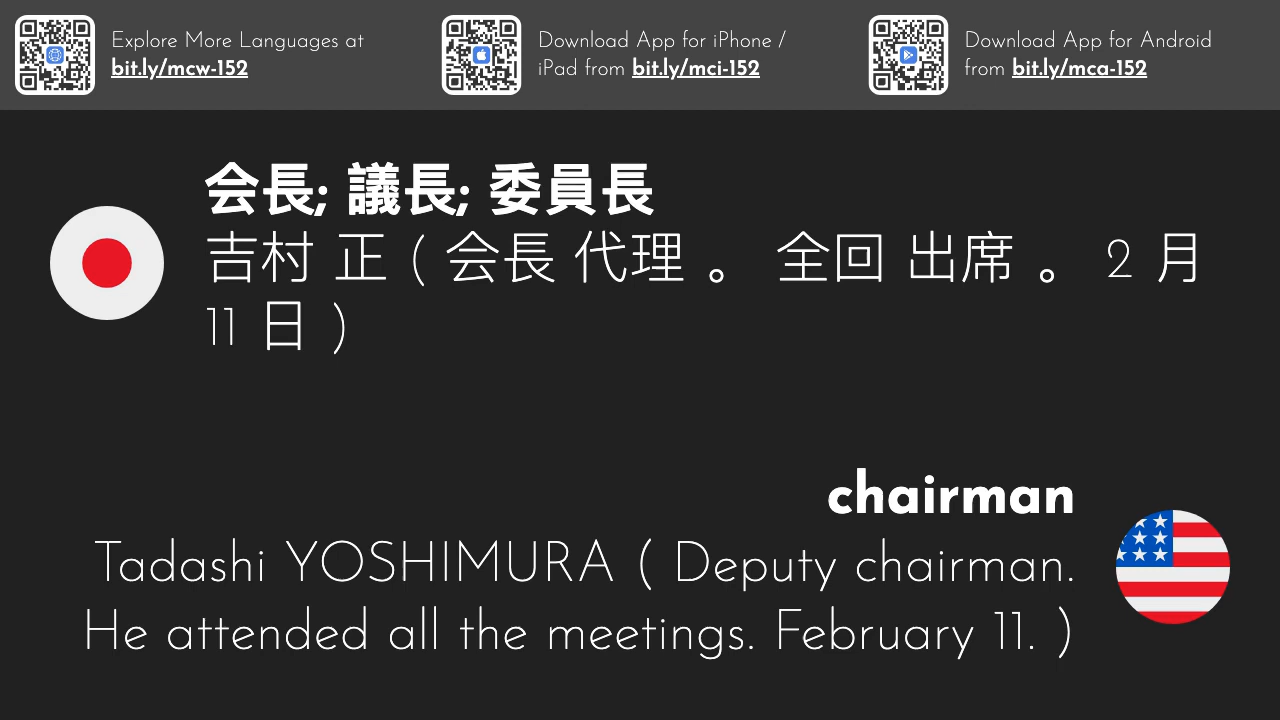 Explore More Languages at
bit.ly/mcw-152
Download App for iPhone /
iPad from bit.ly/mci-152
Download App for Android
from bit.ly/mca-152
会長; 議長; 委員長
吉村 正 ( 会長 代理 。 全回 出席 。 2 月
11 日 )
chairman
Tadashi YOSHIMURA ( Deputy chairman.
He attended all the meetings. February 11. )